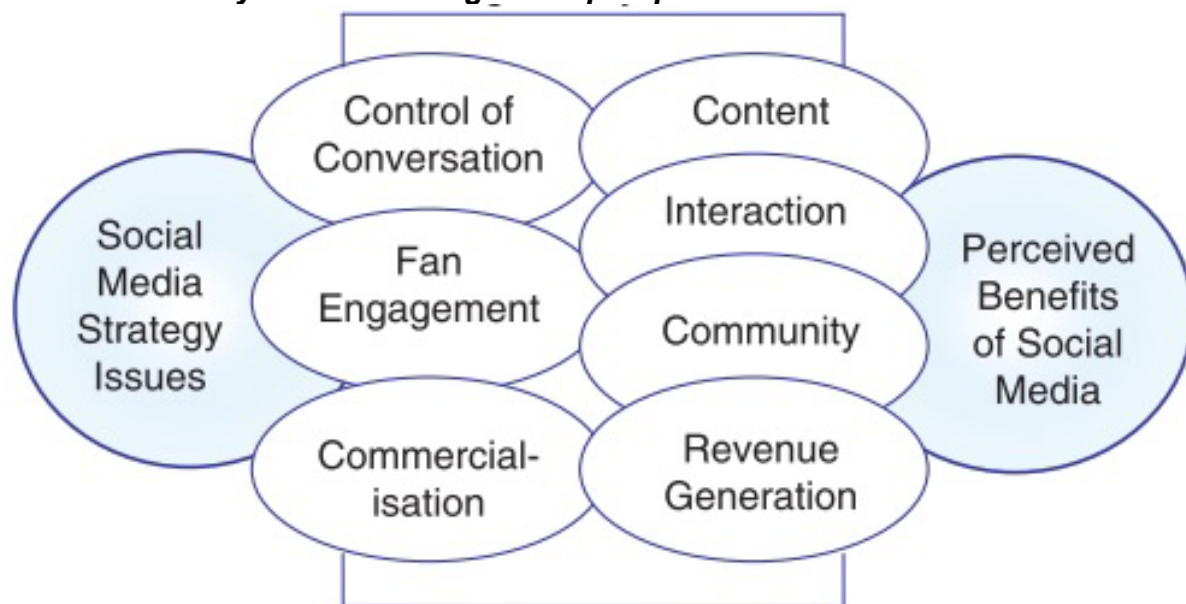 Social
Media
Strategy
Issues
Control of
Conversation
Fan
Engagement
Commercial-
isation
Content
Interaction
Community
Revenue
Generation
Perceived
Benefits
of Social
Media